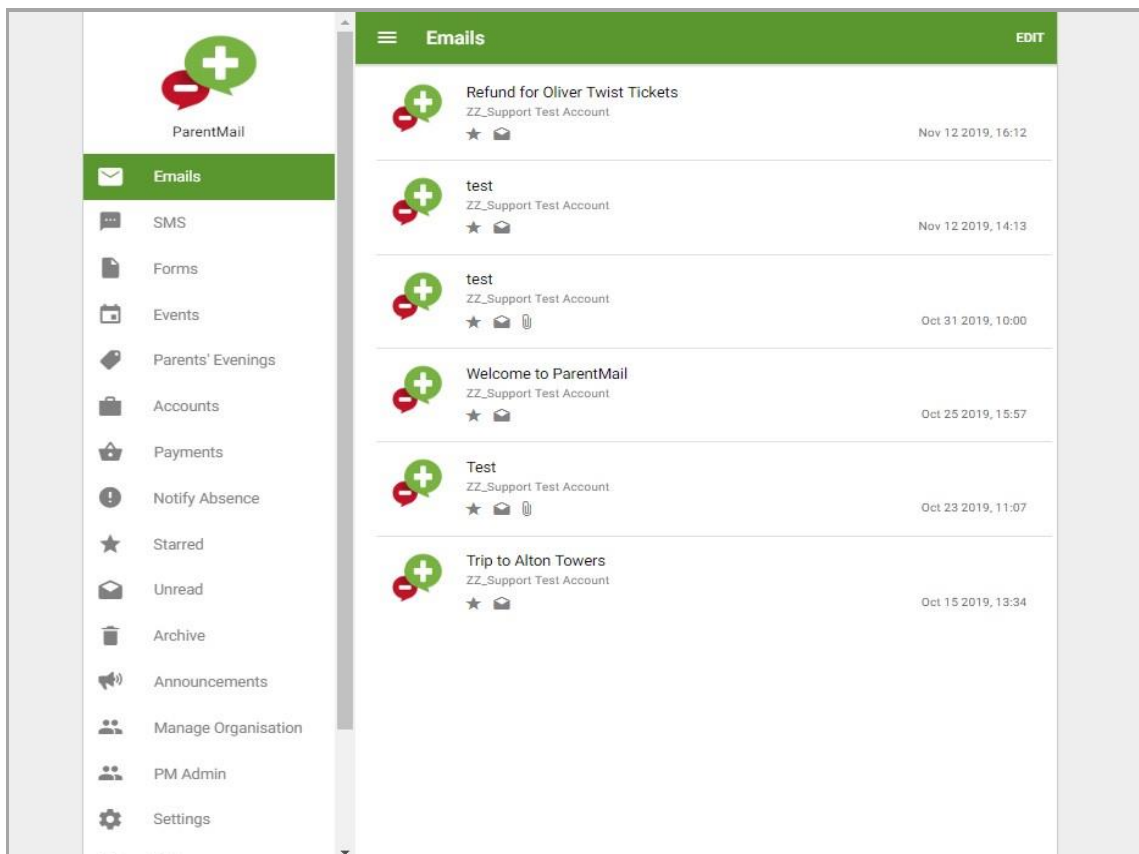 ParentMail
Emails
SMS
Forms
Events
Parents' Evenings
Accounts
Payments
Notify Absence
Starred
Unread
Archive
Announcements
Manage Organisation
PM Admin
Settings
Emails
EDIT
Refund for Oliver Twist Tickets
ZZ_Support Test Account
Nov 12 2019, 16:12
test
ZZ_Support Test Account
Nov 12 2019, 14:13
test
ZZ_Support Test Account
Oct 31 2019, 10:00
Welcome to ParentMail
ZZ_Support Test Account
Oct 25 2019, 15:57
Test
ZZ_Support Test Account
Oct 23 2019, 11:07
Trip to Alton Towers
ZZ_Support Test Account
Oct 15 2019, 13:34